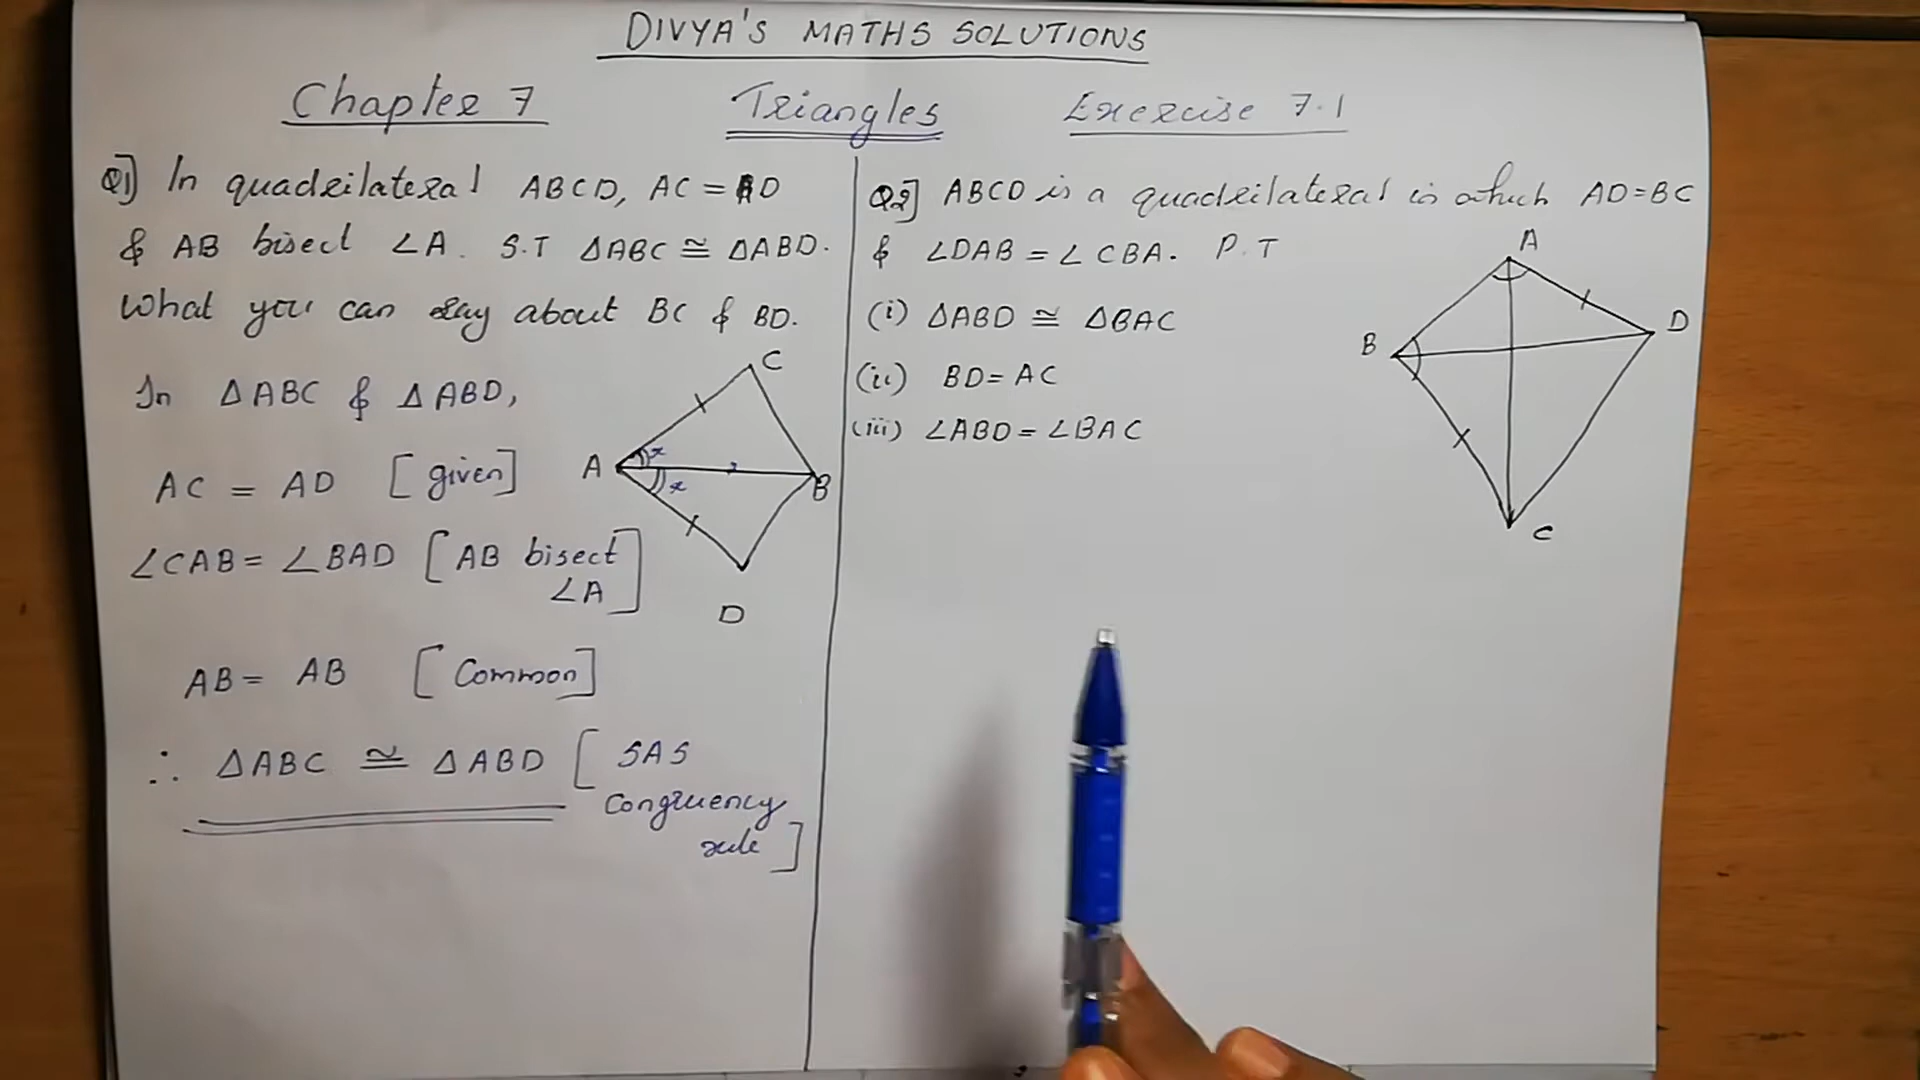 DIVYA'S MATHS SOLUTIONS
Chapter 7 Triangles Exercise 7.1
Q1] In quadrilateral ABCD, AC = AD
& AB bisect ∠A. S.T ΔABC ≅ ΔABD.
What you can say about BC & BD.
In ΔABC & ΔABD,
AC = AD [given]
∠CAB = ∠BAD [AB bisect
∠A]
AB = AB [Common]
∴ ΔABC ≅ ΔABD [SAS
Congruency
rule]
C
A
x
x
B
D
Q2] ABCD is a quadrilateral in which AD=BC
& ∠DAB = ∠CBA. P.T
(i) ΔABD ≅ ΔBAC
(ii) BD = AC
(iii) ∠ABD = ∠BAC
A
B
D
C